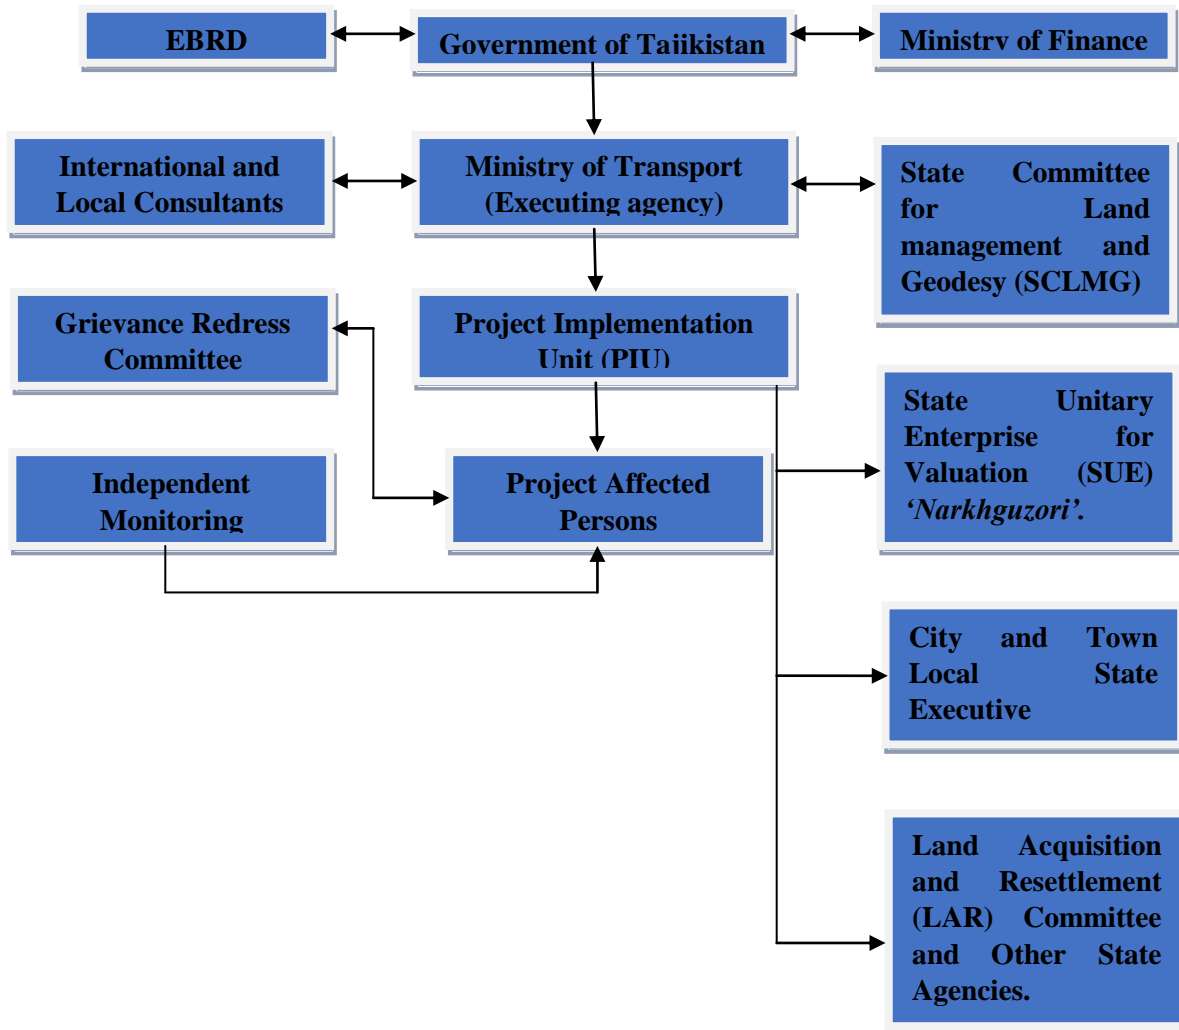 EBRD
Government of Tajikistan
Ministry of Finance
International and
Local Consultants
Ministry of Transport
(Executing agency)
State Committee
for Land
management and
Geodesy (SCLMG)
Grievance Redress
Committee
Project Implementation
Unit (PIU)
State Unitary
Enterprise for
Valuation (SUE)
‘Narkhguzori’.
Independent
Monitoring
Project Affected
Persons
City and Town
Local State
Executive
Land Acquisition
and Resettlement
(LAR) Committee
and Other State
Agencies.